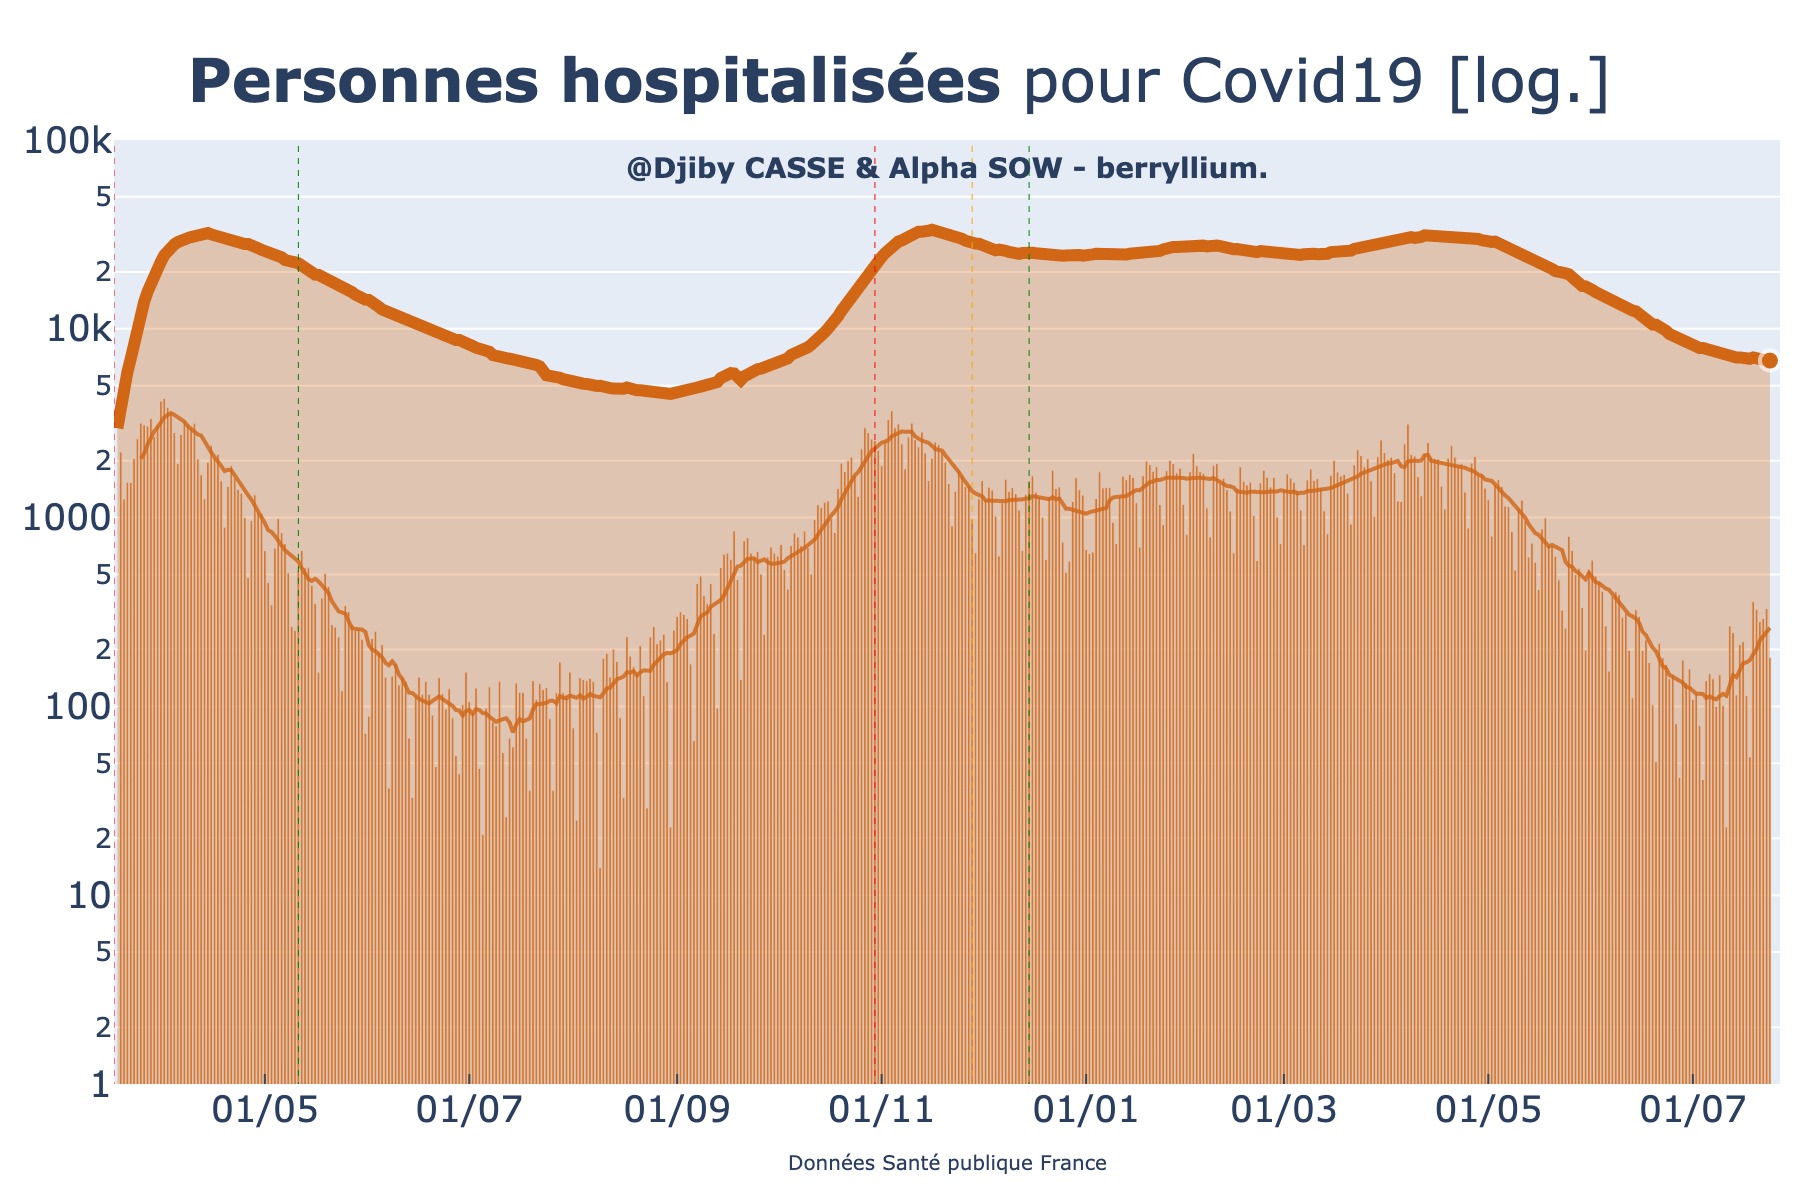 Personnes hospitalisées pour Covid19 [log.]
@Djiby CASSE & Alpha SOW - berryllium.
100k
5
2
10k
5
2
1000
5
2
100
5
2
10
5
2
1
01/05 01/07 01/09 01/11 01/01 01/03 01/05 01/07
Données Santé publique France